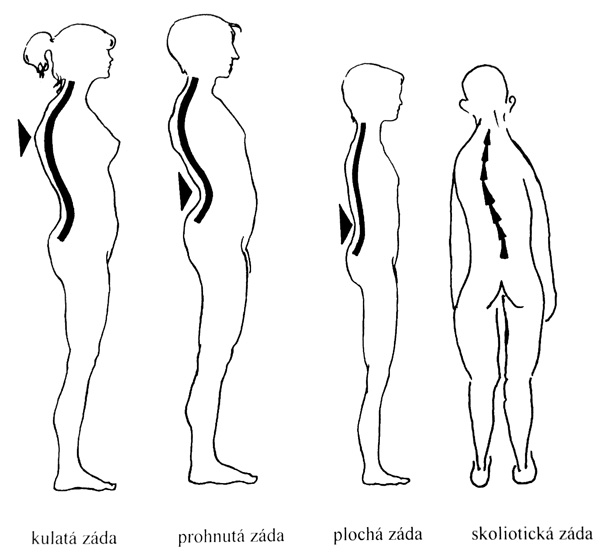 kulatá záda
prohnutá záda
plochá záda
skoliotická záda